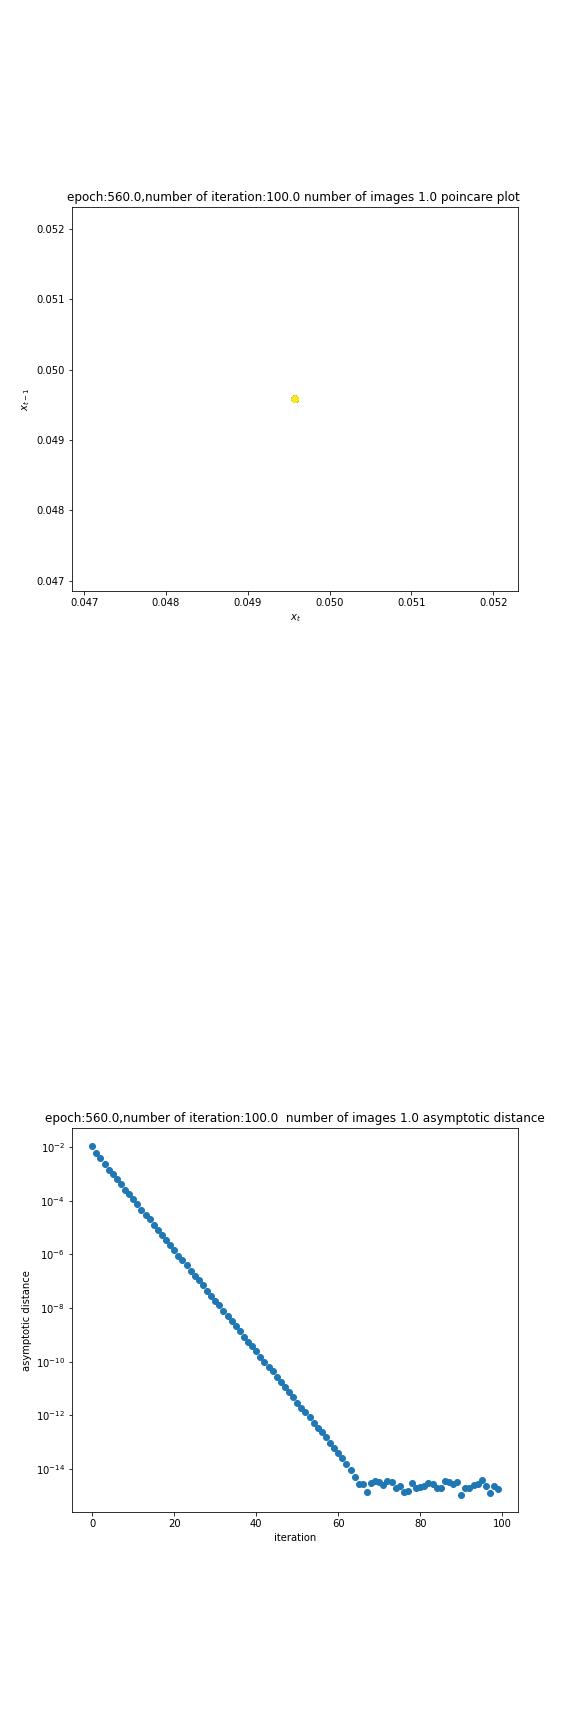 epoch:560.0,number of iteration:100.0 number of images 1.0 poincare plot
0.052
0.051
0.050
0.049
0.048
0.047
x_{t-1}
0.047 0.048 0.049 0.050 0.051 0.052
x_t
epoch:560.0,number of iteration:100.0  number of images 1.0 asymptotic distance
10^{-2}
10^{-4}
10^{-6}
10^{-8}
10^{-10}
10^{-12}
10^{-14}
asymptotic distance
0 20 40 60 80 100
iteration